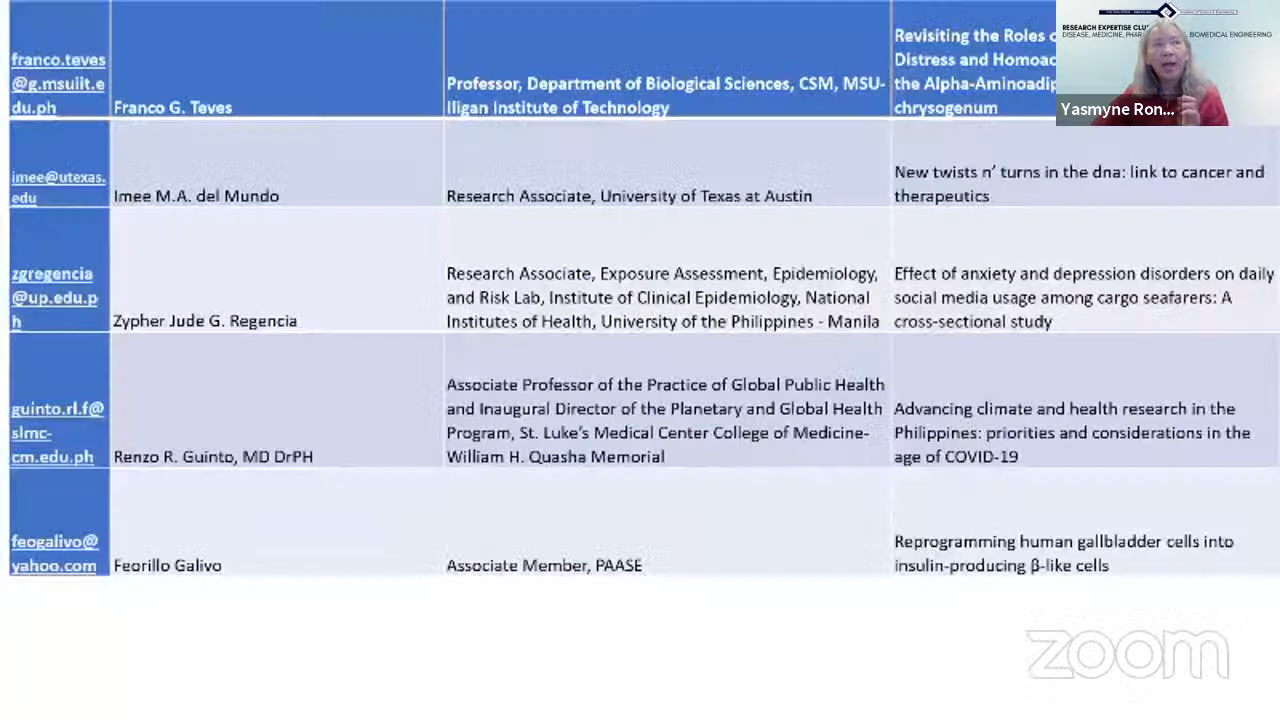 franco.teves
@g.msuiit.e
du.ph
Franco G. Teves
Professor, Department of Biological Sciences, CSM, MSU-
Iligan Institute of Technology
Revisiting the Roles
Distress and
the
chrysogenum
imee@utexas.
edu
Imee M.A. del Mundo
Research Associate, University of Texas at Austin
New twists n’ turns in the dna: link to cancer and
therapeutics
zgregencia
@up.edu.p
h
Zypher Jude G. Regencia
Research Associate, Exposure Assessment, Epidemiology,
and Risk Lab, Institute of Clinical Epidemiology, National
Institutes of Health, University of the Philippines - Manila
Effect of anxiety and depression disorders on daily
social media usage among cargo seafarers: A
cross-sectional study
guinto.rl.f@
slmc-
cm.edu.ph
Renzo R. Guinto, MD DrPH
Associate Professor of the Practice of Global Public Health
and Inaugural Director of the Planetary and Global Health
Program, St. Luke’s Medical Center College of Medicine-
William H. Quasha Memorial
Advancing climate and health research in the
Philippines: priorities and considerations in the
age of COVID-19
feogalivo@
yahoo.com
Feorillo Galivo
Associate Member, PAASE
Reprogramming human gallbladder cells into
insulin-producing β-like cells
RESEARCH EXPERTISE
DISEASE, MEDICINE, BIOMEDICAL ENGINEERING
Yasmyne Ron...
zoom